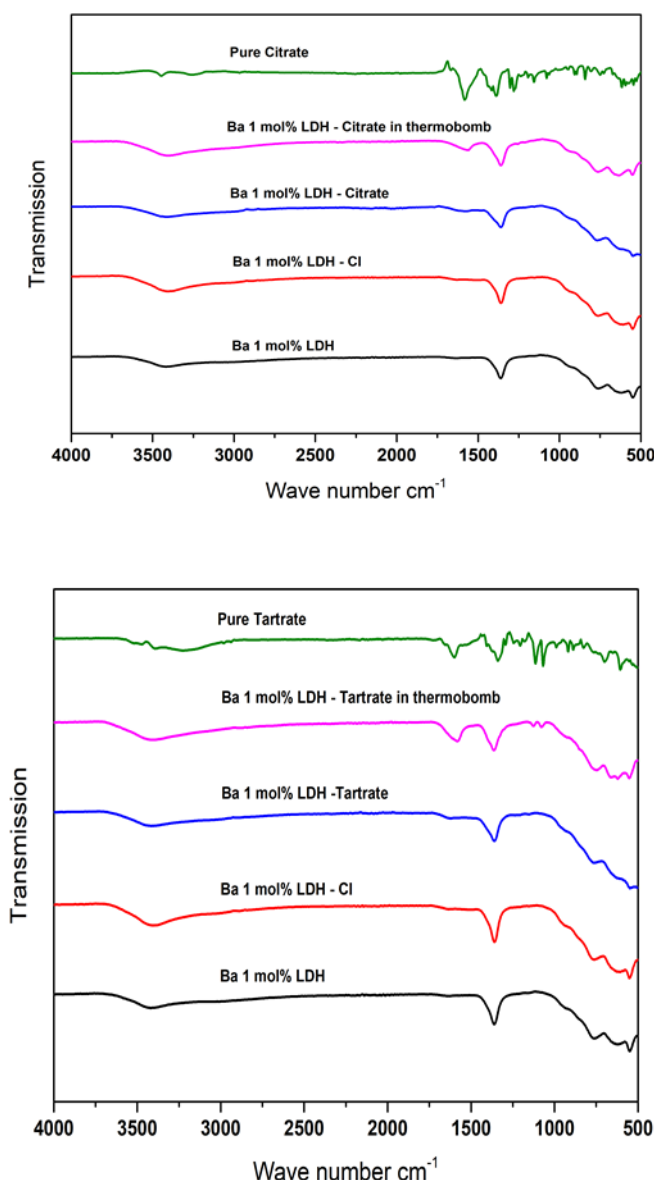 Pure Citrate
Ba 1 mol% LDH - Citrate in thermobomb
Ba 1 mol% LDH - Citrate
Ba 1 mol% LDH - Cl
Ba 1 mol% LDH
Transmission
4000 3500 3000 2500 2000 1500 1000 500
Wave number cm-1
Pure Tartrate
Ba 1 mol% LDH - Tartrate in thermobomb
Ba 1 mol% LDH -Tartrate
Ba 1 mol% LDH - Cl
Ba 1 mol% LDH
Transmission
4000 3500 3000 2500 2000 1500 1000 500
Wave number cm-1